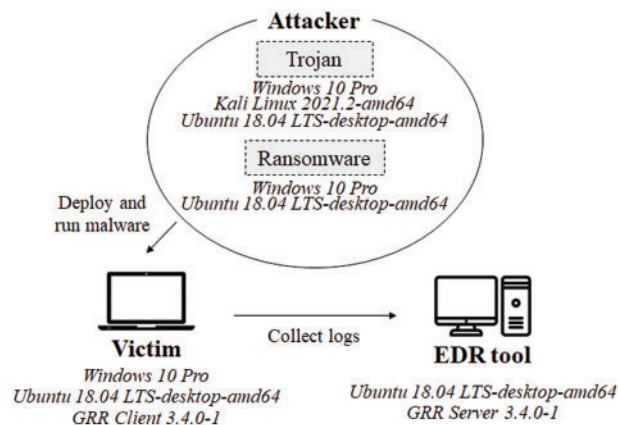 Attacker
Trojan
Windows 10 Pro
Kali Linux 2021.2-amd64
Ubuntu 18.04 LTS-desktop-amd64
Ransomware
Windows 10 Pro
Ubuntu 18.04 LTS-desktop-amd64
Deploy and
run malware
Collect logs
Victim
Windows 10 Pro
Ubuntu 18.04 LTS-desktop-amd64
GRR Client 3.4.0-1
EDR tool
Ubuntu 18.04 LTS-desktop-amd64
GRR Server 3.4.0-1